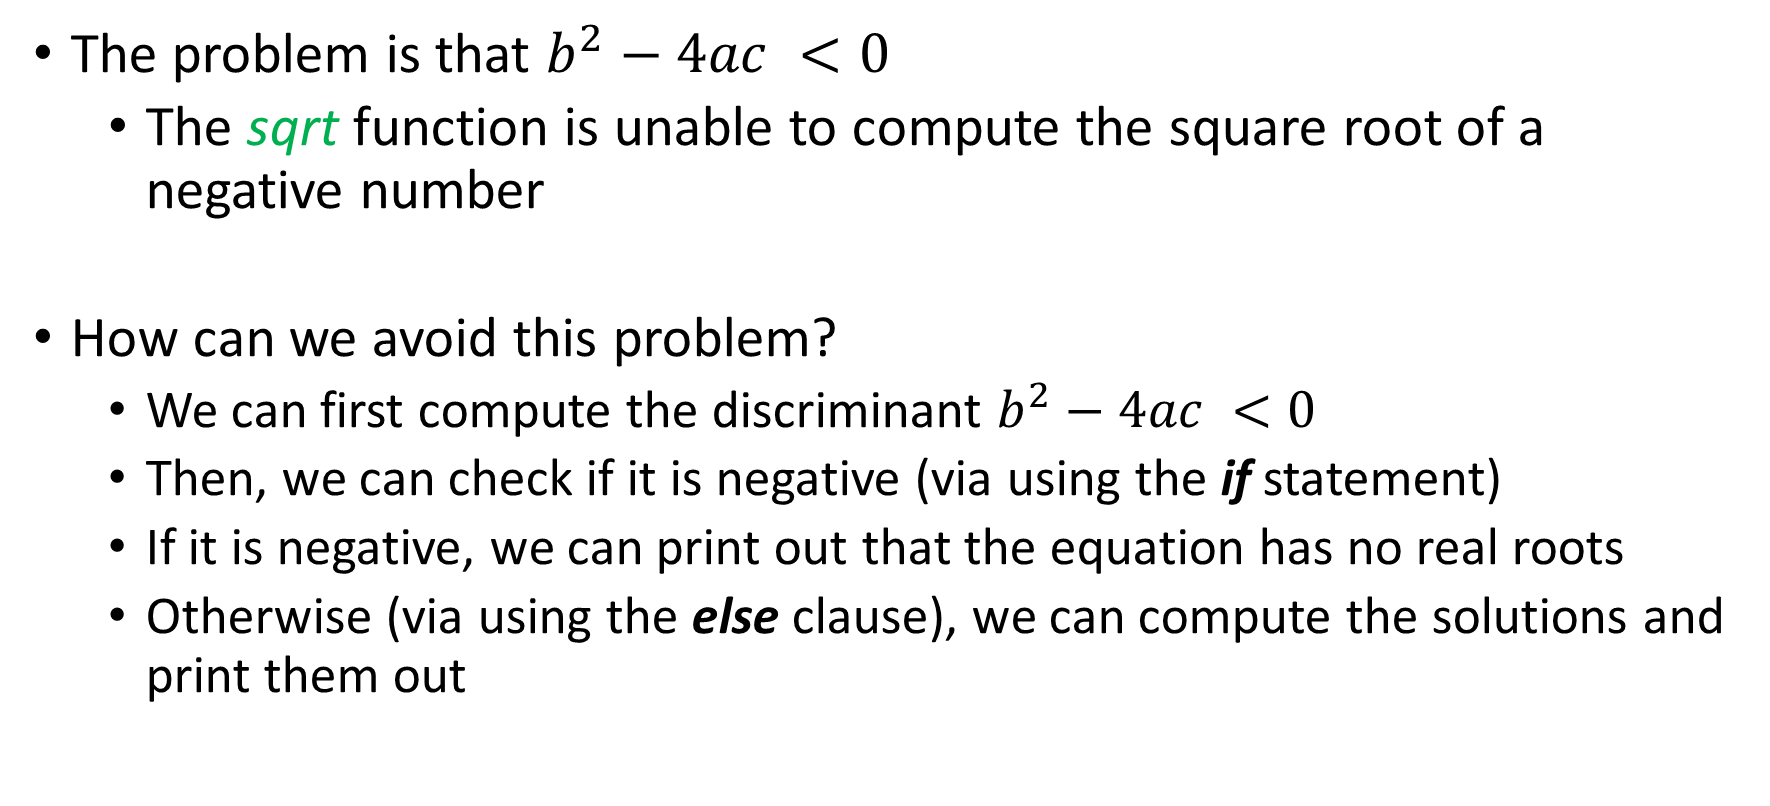 • The problem is that b² − 4ac < 0
• The sqrt function is unable to compute the square root of a
negative number
• How can we avoid this problem?
• We can first compute the discriminant b² − 4ac < 0
• Then, we can check if it is negative (via using the if statement)
• If it is negative, we can print out that the equation has no real roots
• Otherwise (via using the else clause), we can compute the solutions and
print them out